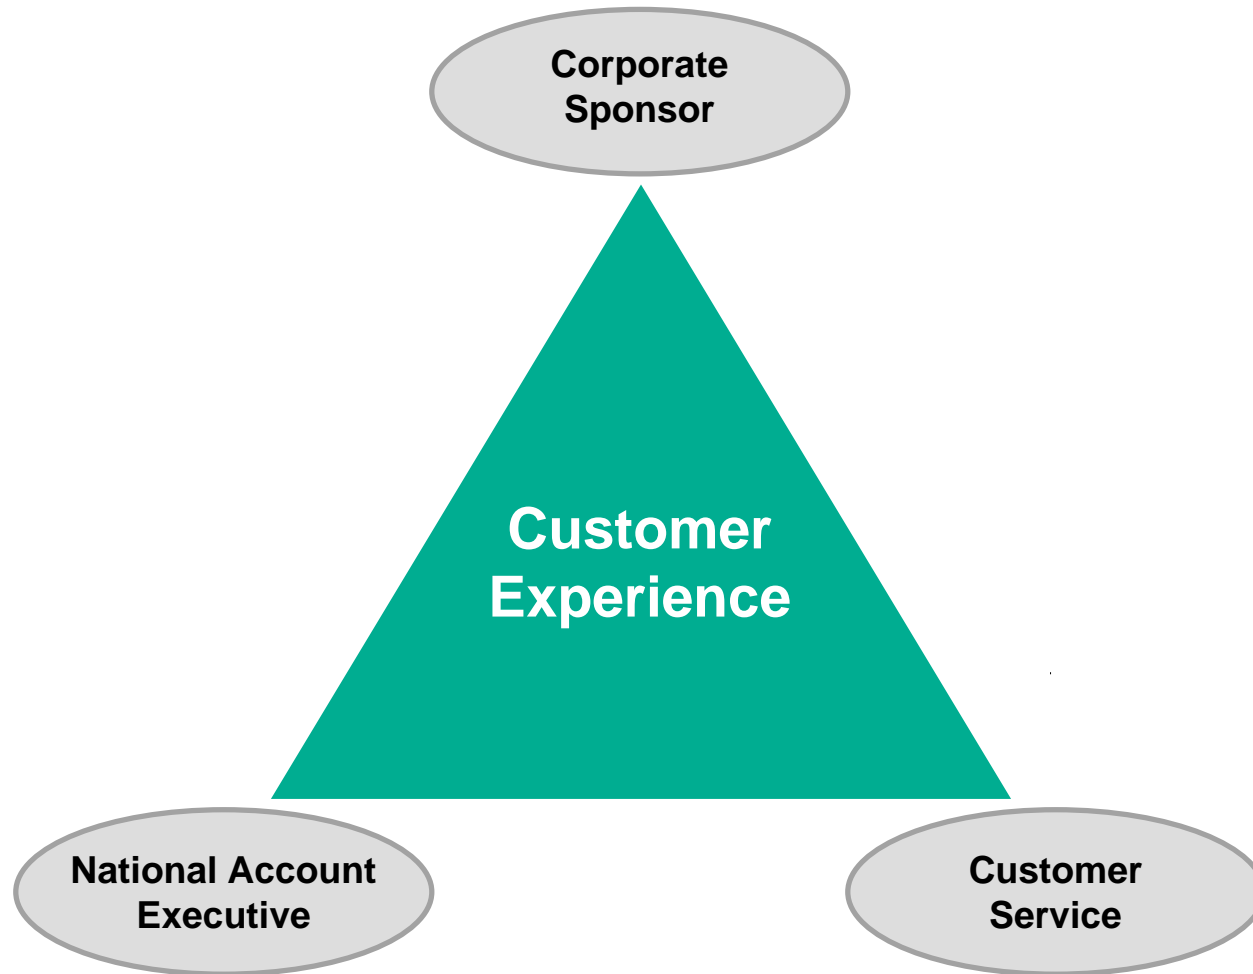 Corporate
Sponsor
Customer
Experience
National Account
Executive
Customer
Service